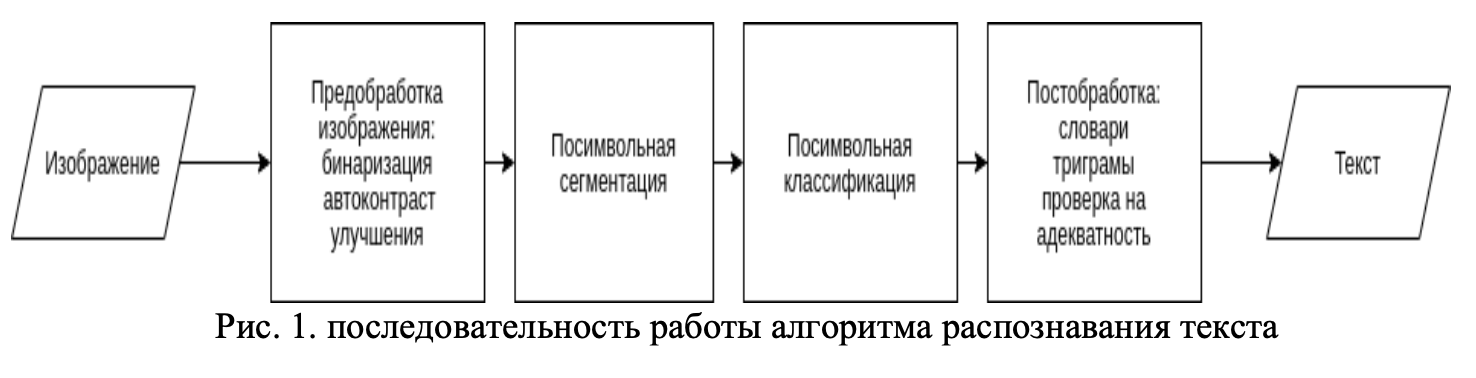 Изображение
Предобработка
изображения:
бинаризация
автоконтраст
улучшения
Посимвольная
сегментация
Посимвольная
классификация
Постобработка:
словари
триграмы
проверка на
адекватность
Текст
Рис. 1. последовательность работы алгоритма распознавания текста